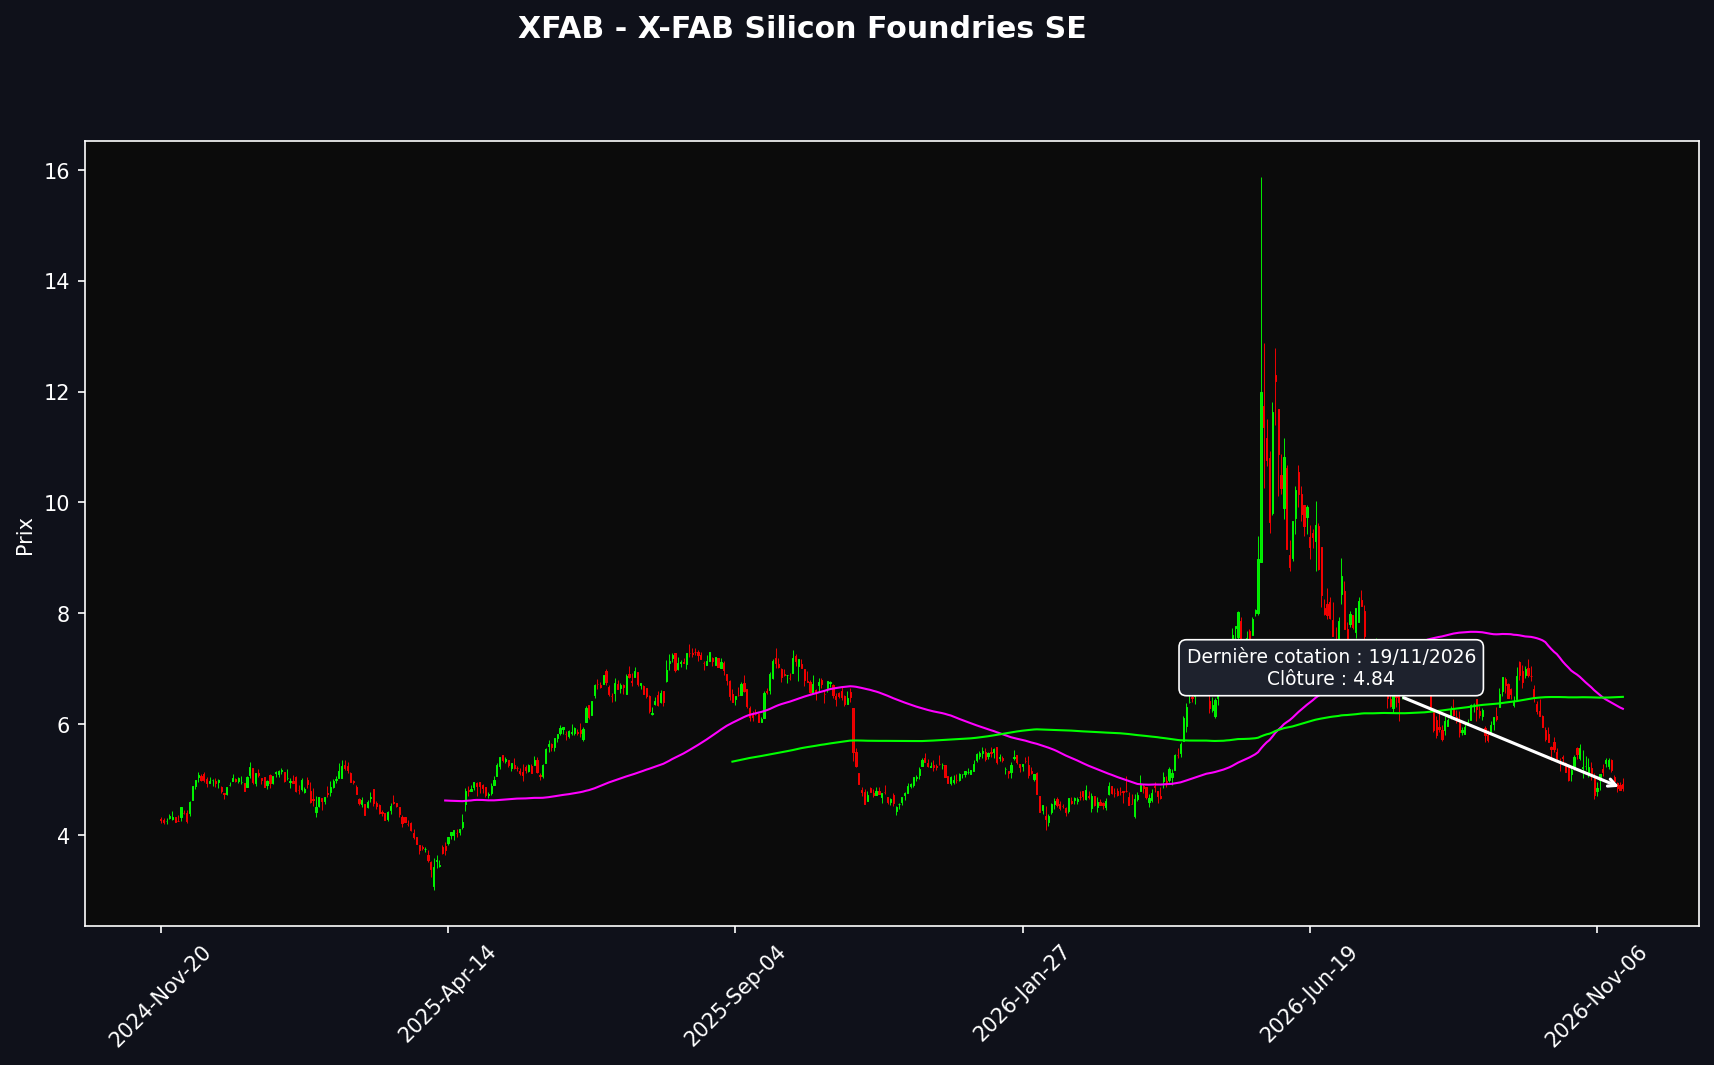 XFAB - X-FAB Silicon Foundries SE
Prix
16
14
12
10
8
6
4
Dernière cotation : 19/11/2026
Clôture : 4.84
2024-Nov-20
2025-Apr-14
2025-Sep-04
2026-Jan-27
2026-Jun-19
2026-Nov-06